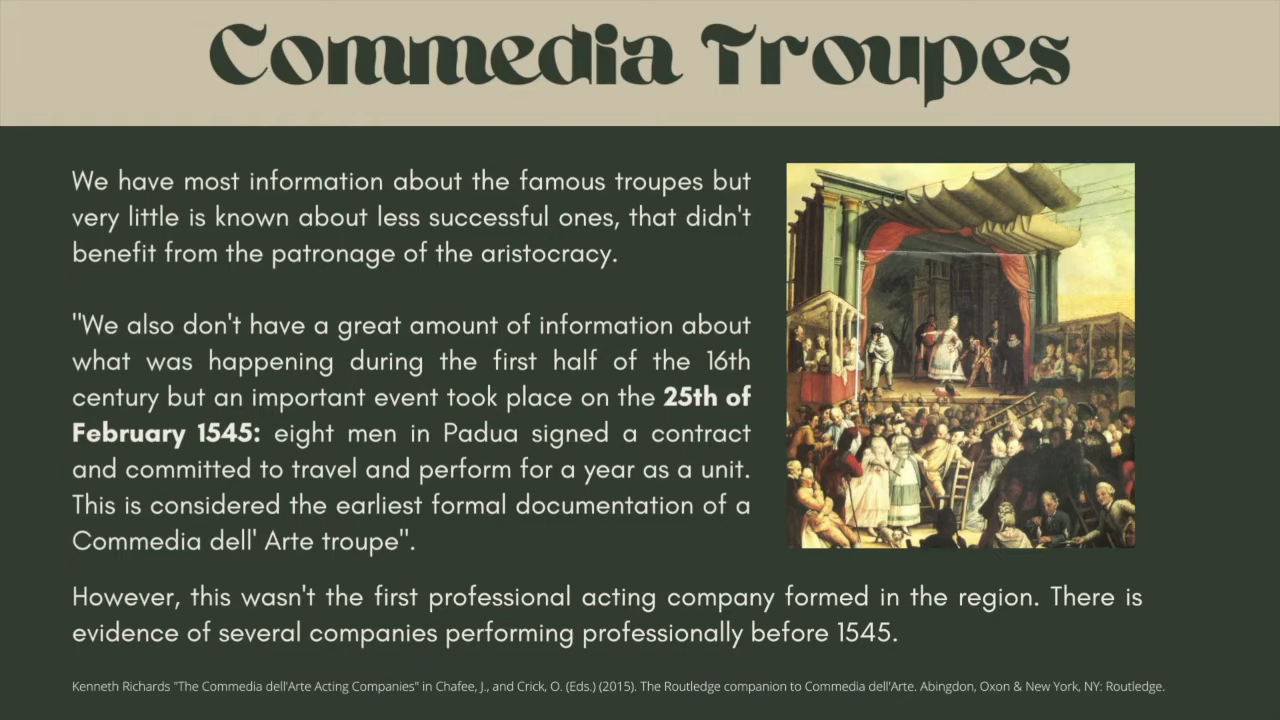 Commedia Troupes
We have most information about the famous troupes but
very little is known about less successful ones, that didn't
benefit from the patronage of the aristocracy.
"We also don't have a great amount of information about
what was happening during the first half of the 16th
century but an important event took place on the 25th of
February 1545: eight men in Padua signed a contract
and committed to travel and perform for a year as a unit.
This is considered the earliest formal documentation of a
Commedia dell' Arte troupe".
However, this wasn't the first professional acting company formed in the region. There is
evidence of several companies performing professionally before 1545.
Kenneth Richards "The Commedia dell'Arte Acting Companies" in Chafee, J., and Crick, O. (Eds.) (2015). The Routledge companion to Commedia dell'Arte. Abingdon, Oxon & New York, NY: Routledge.